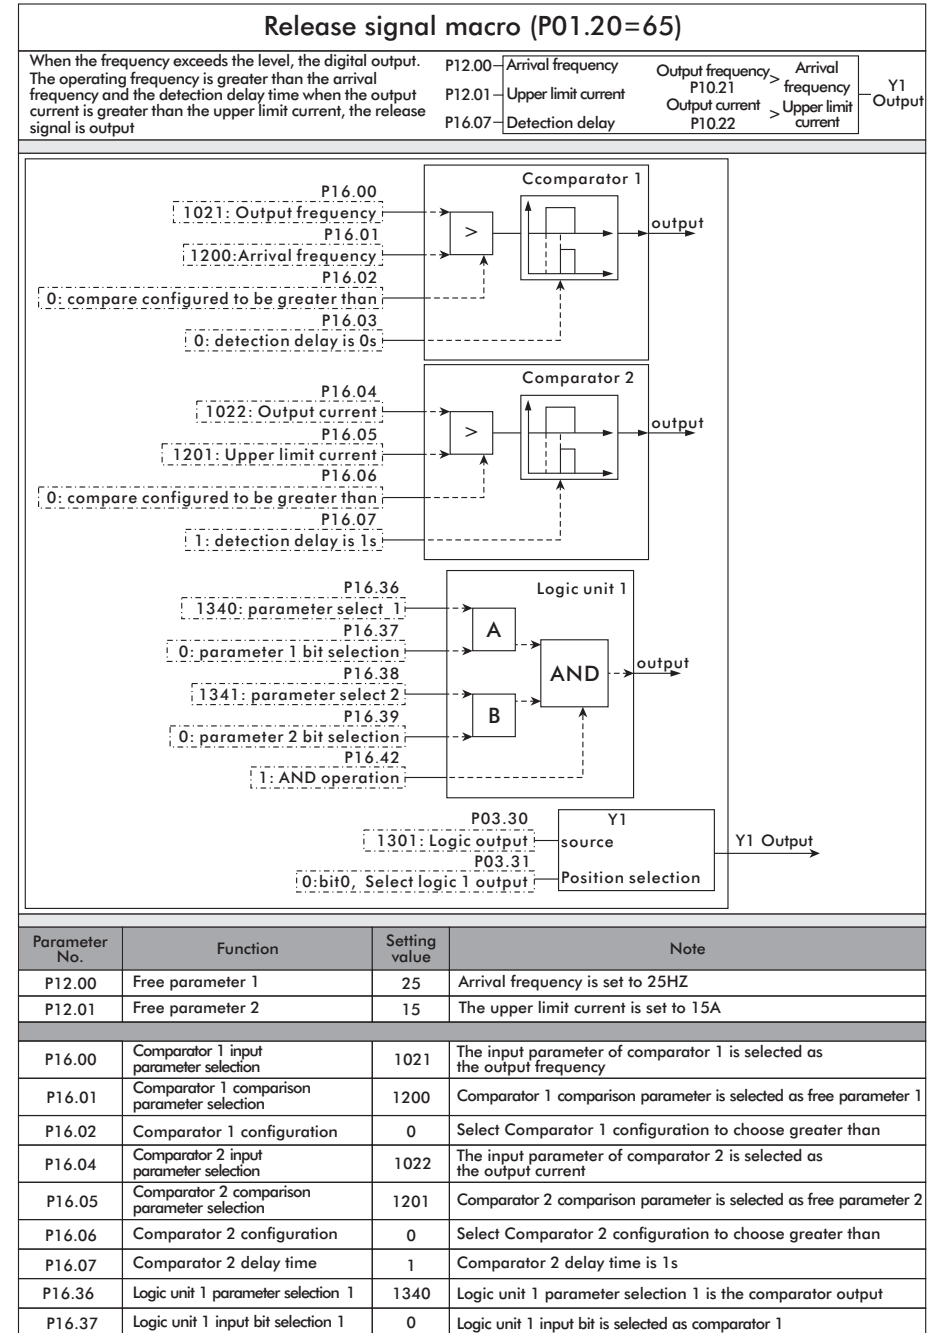 Release signal macro (P01.20=65)
When the frequency exceeds the level, the digital output.
The operating frequency is greater than the arrival
frequency and the detection delay time when the output
current is greater than the upper limit current, the release
signal is output
P12.00 Arrival frequency
P12.01 Upper limit current
P16.07 Detection delay
Output frequency > Arrival
P10.21 frequency
Output current > Upper limit
P10.22 current
Y1
Output
Ccomparator 1
P16.00
1021: Output frequency
P16.01
1200:Arrival frequency
P16.02
0: compare configured to be greater than
P16.03
0: detection delay is 0s
>
output
Comparator 2
P16.04
1022: Output current
P16.05
1201: Upper limit current
P16.06
0: compare configured to be greater than
P16.07
1: detection delay is 1s
>
output
Logic unit 1
P16.36
1340: parameter select 1
P16.37
0: parameter 1 bit selection
P16.38
1341: parameter select 2
P16.39
0: parameter 2 bit selection
P16.42
1: AND operation
A
B
AND
output
P03.30
1301: Logic output
P03.31
0:bit0, Select logic 1 output
Y1
source
Position selection
Y1 Output
Parameter No. Function Setting value Note
P12.00 Free parameter 1 25 Arrival frequency is set to 25HZ
P12.01 Free parameter 2 15 The upper limit current is set to 15A
P16.00 Comparator 1 input parameter selection 1021 The input parameter of comparator 1 is selected as the output frequency
P16.01 Comparator 1 comparison parameter selection 1200 Comparator 1 comparison parameter is selected as free parameter 1
P16.02 Comparator 1 configuration 0 Select Comparator 1 configuration to choose greater than
P16.04 Comparator 2 input parameter selection 1022 The input parameter of comparator 2 is selected as the output current
P16.05 Comparator 2 comparison parameter selection 1201 Comparator 2 comparison parameter is selected as free parameter 2
P16.06 Comparator 2 configuration 0 Select Comparator 2 configuration to choose greater than
P16.07 Comparator 2 delay time 1 Comparator 2 delay time is 1s
P16.36 Logic unit 1 parameter selection 1 1340 Logic unit 1 parameter selection 1 is the comparator output
P16.37 Logic unit 1 input bit selection 1 0 Logic unit 1 input bit is selected as comparator 1